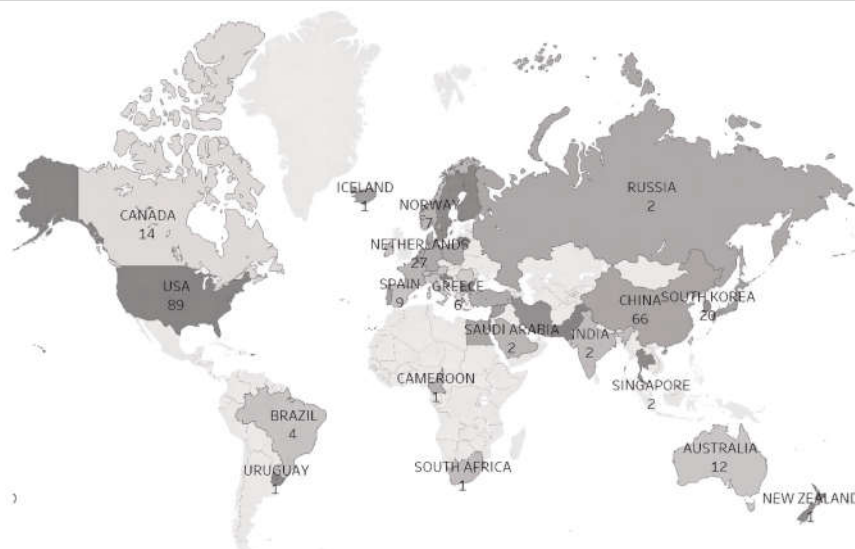 ICELAND
1
NORWAY
7
RUSSIA
2
CANADA
14
NETHERLANDS
27
USA
89
SPAIN
9
GREECE
6
CHINA
66
SOUTH KOREA
20
SAUDI ARABIA
2
INDIA
2
CAMEROON
1
SINGAPORE
2
BRAZIL
4
AUSTRALIA
12
URUGUAY
1
SOUTH AFRICA
1
NEW ZEALAND
1